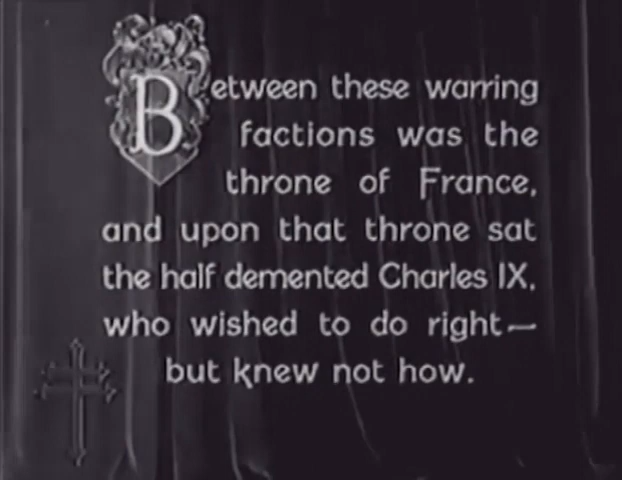 Between these warring
factions was the
throne of France,
and upon that throne sat
the half demented Charles IX,
who wished to do right—
but knew not how.